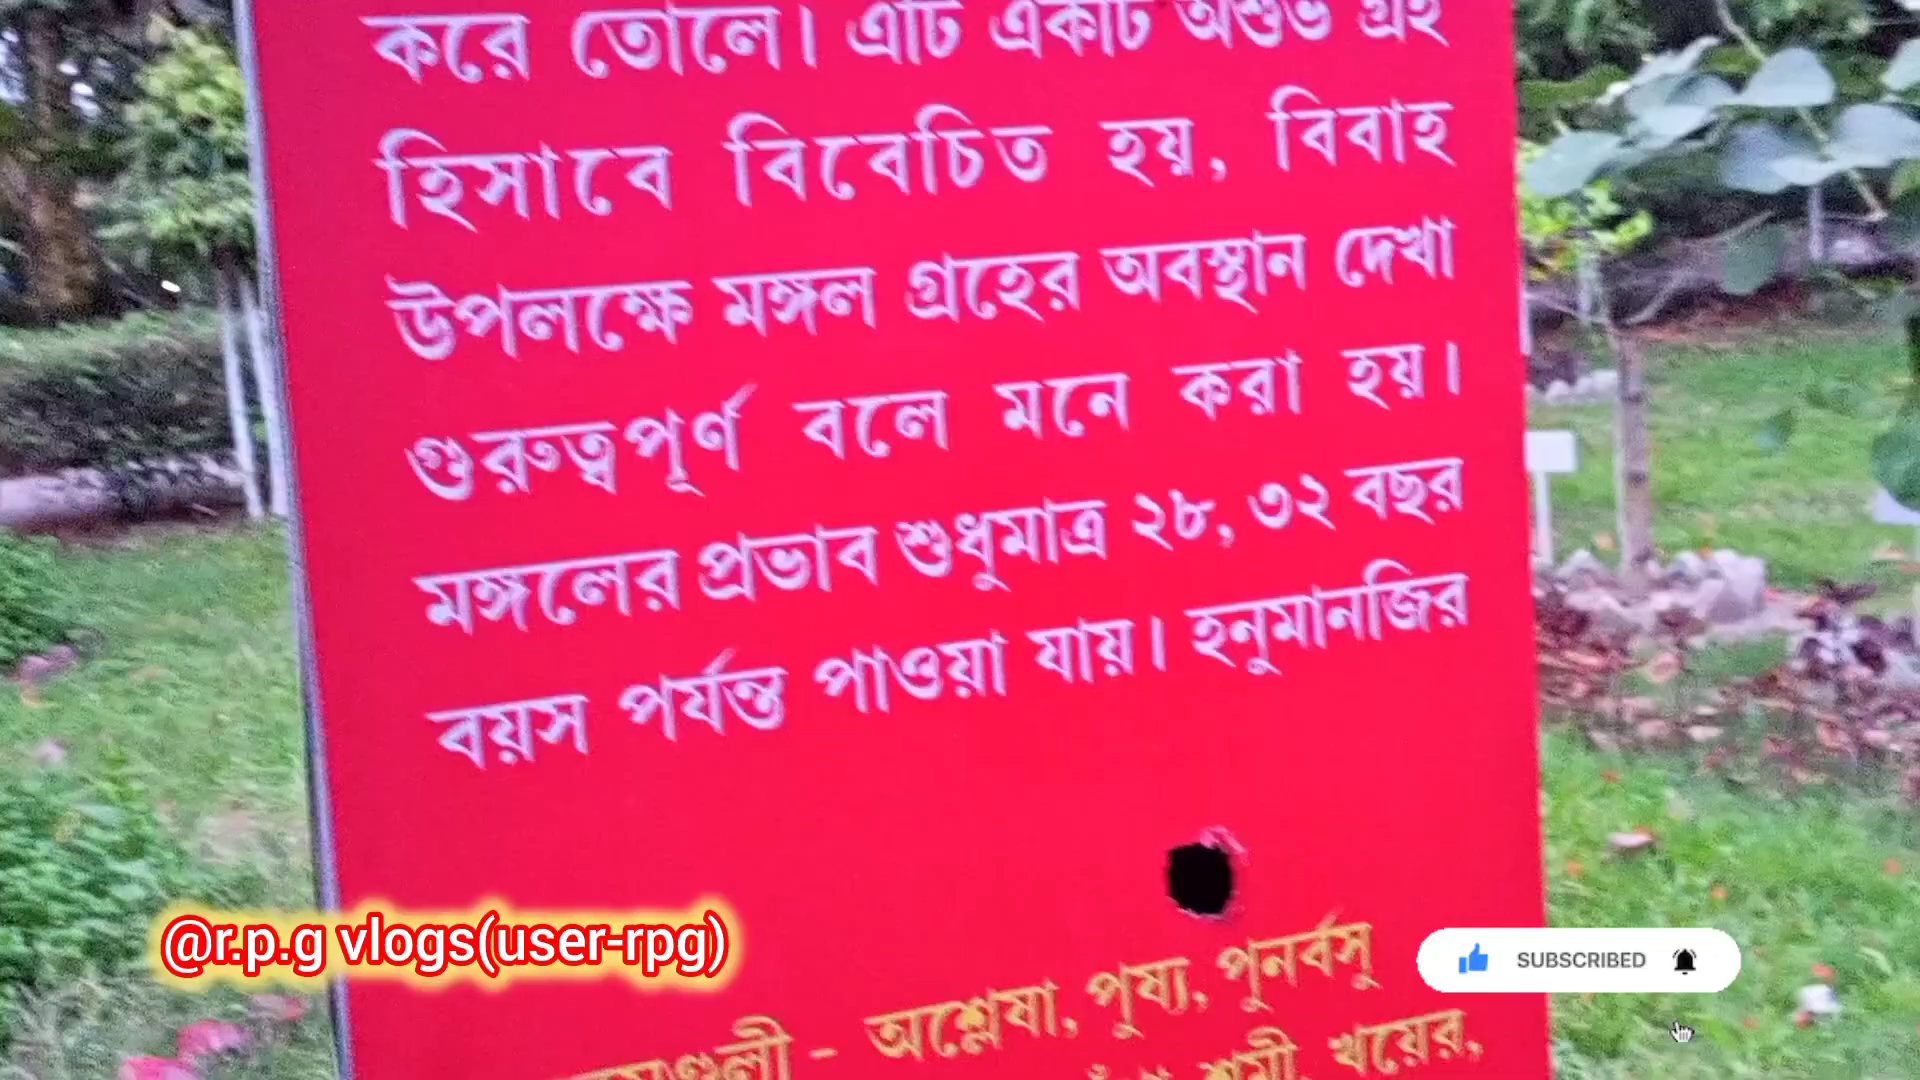 করে তোলে। এটি একটি অশুভ গ্রহ
হিসাবে বিবেচিত হয়, বিবাহ
উপলক্ষে মঙ্গল গ্রহের অবস্থান দেখা
গুরুত্বপূর্ণ বলে মনে করা হয়।
মঙ্গলের প্রভাব শুধুমাত্র ২৮, ৩২ বছর
বয়স পর্যন্ত পাওয়া যায়। হনুমানজির
@r.p.g vlogs(user-rpg)
SUBSCRIBED
- অশ্লেষা, পুষ্য, পুনর্বসু
শমী, খয়ের,